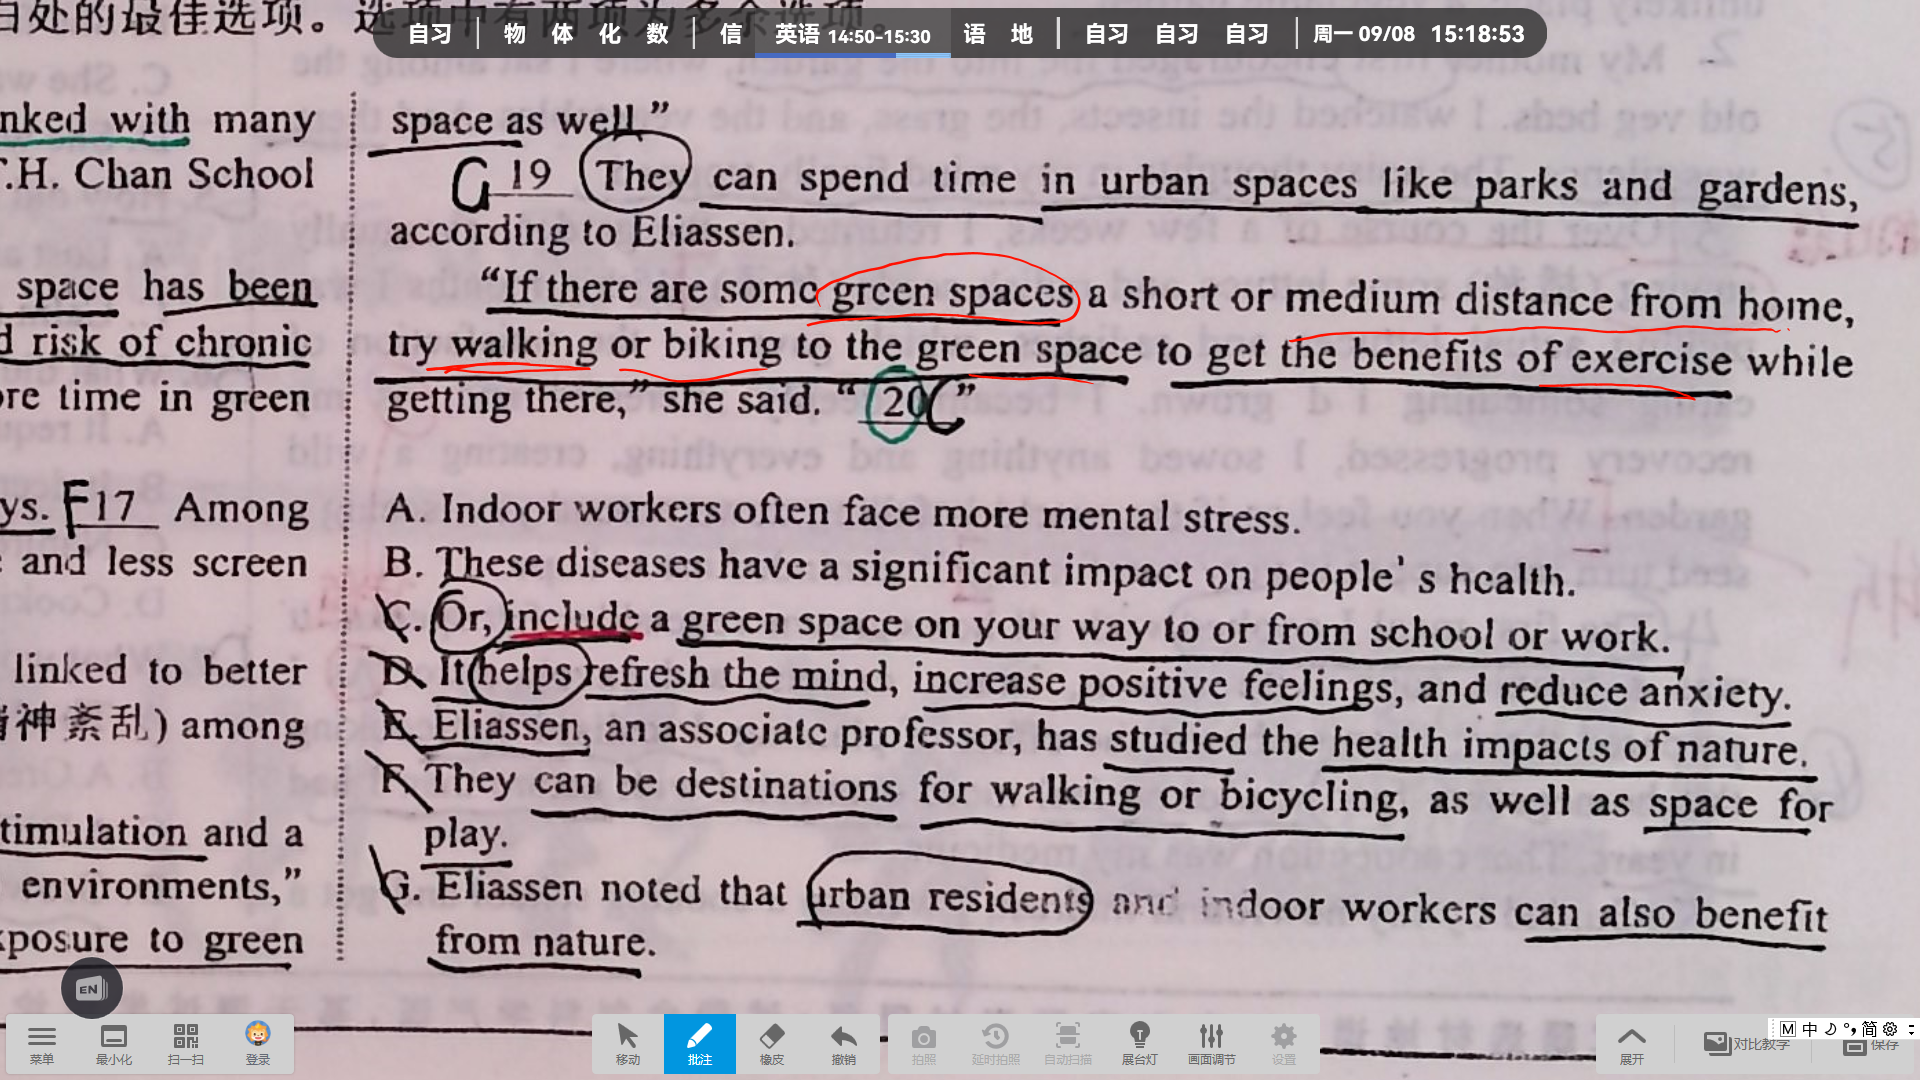 白处的最佳选项。选项中有两项为多余选项。
自习 物 体 化 数 信 英语 14:50-15:30 语 地 自习 自习 自习 周一 09/08 15:18:53
nked with many
T.H. Chan School
space has been
d risk of chronic
ore time in green
ys. F 17 Among
and less screen
linked to better
精神紊乱) among
timulation and a
environments,”
xposure to green
space as well.”
G 19 They can spend time in urban spaces like parks and gardens,
according to Eliassen.
“If there are some green spaces a short or medium distance from home,
try walking or biking to the green space to get the benefits of exercise while
getting there,” she said. “ 20 C ”
A. Indoor workers often face more mental stress.
B. These diseases have a significant impact on people's health.
C. Or, include a green space on your way to or from school or work.
D. It helps refresh the mind, increase positive feelings, and reduce anxiety.
E. Eliassen, an associate professor, has studied the health impacts of nature.
F. They can be destinations for walking or bicycling, as well as space for
play.
G. Eliassen noted that urban residents and indoor workers can also benefit
from nature.
EN
菜单 最小化 扫一扫 登录 移动 批注 橡皮 撤销 拍照 延时拍照 自动扫描 展台灯 画面调节 设置 展开 对比教学 保存
M 中 简